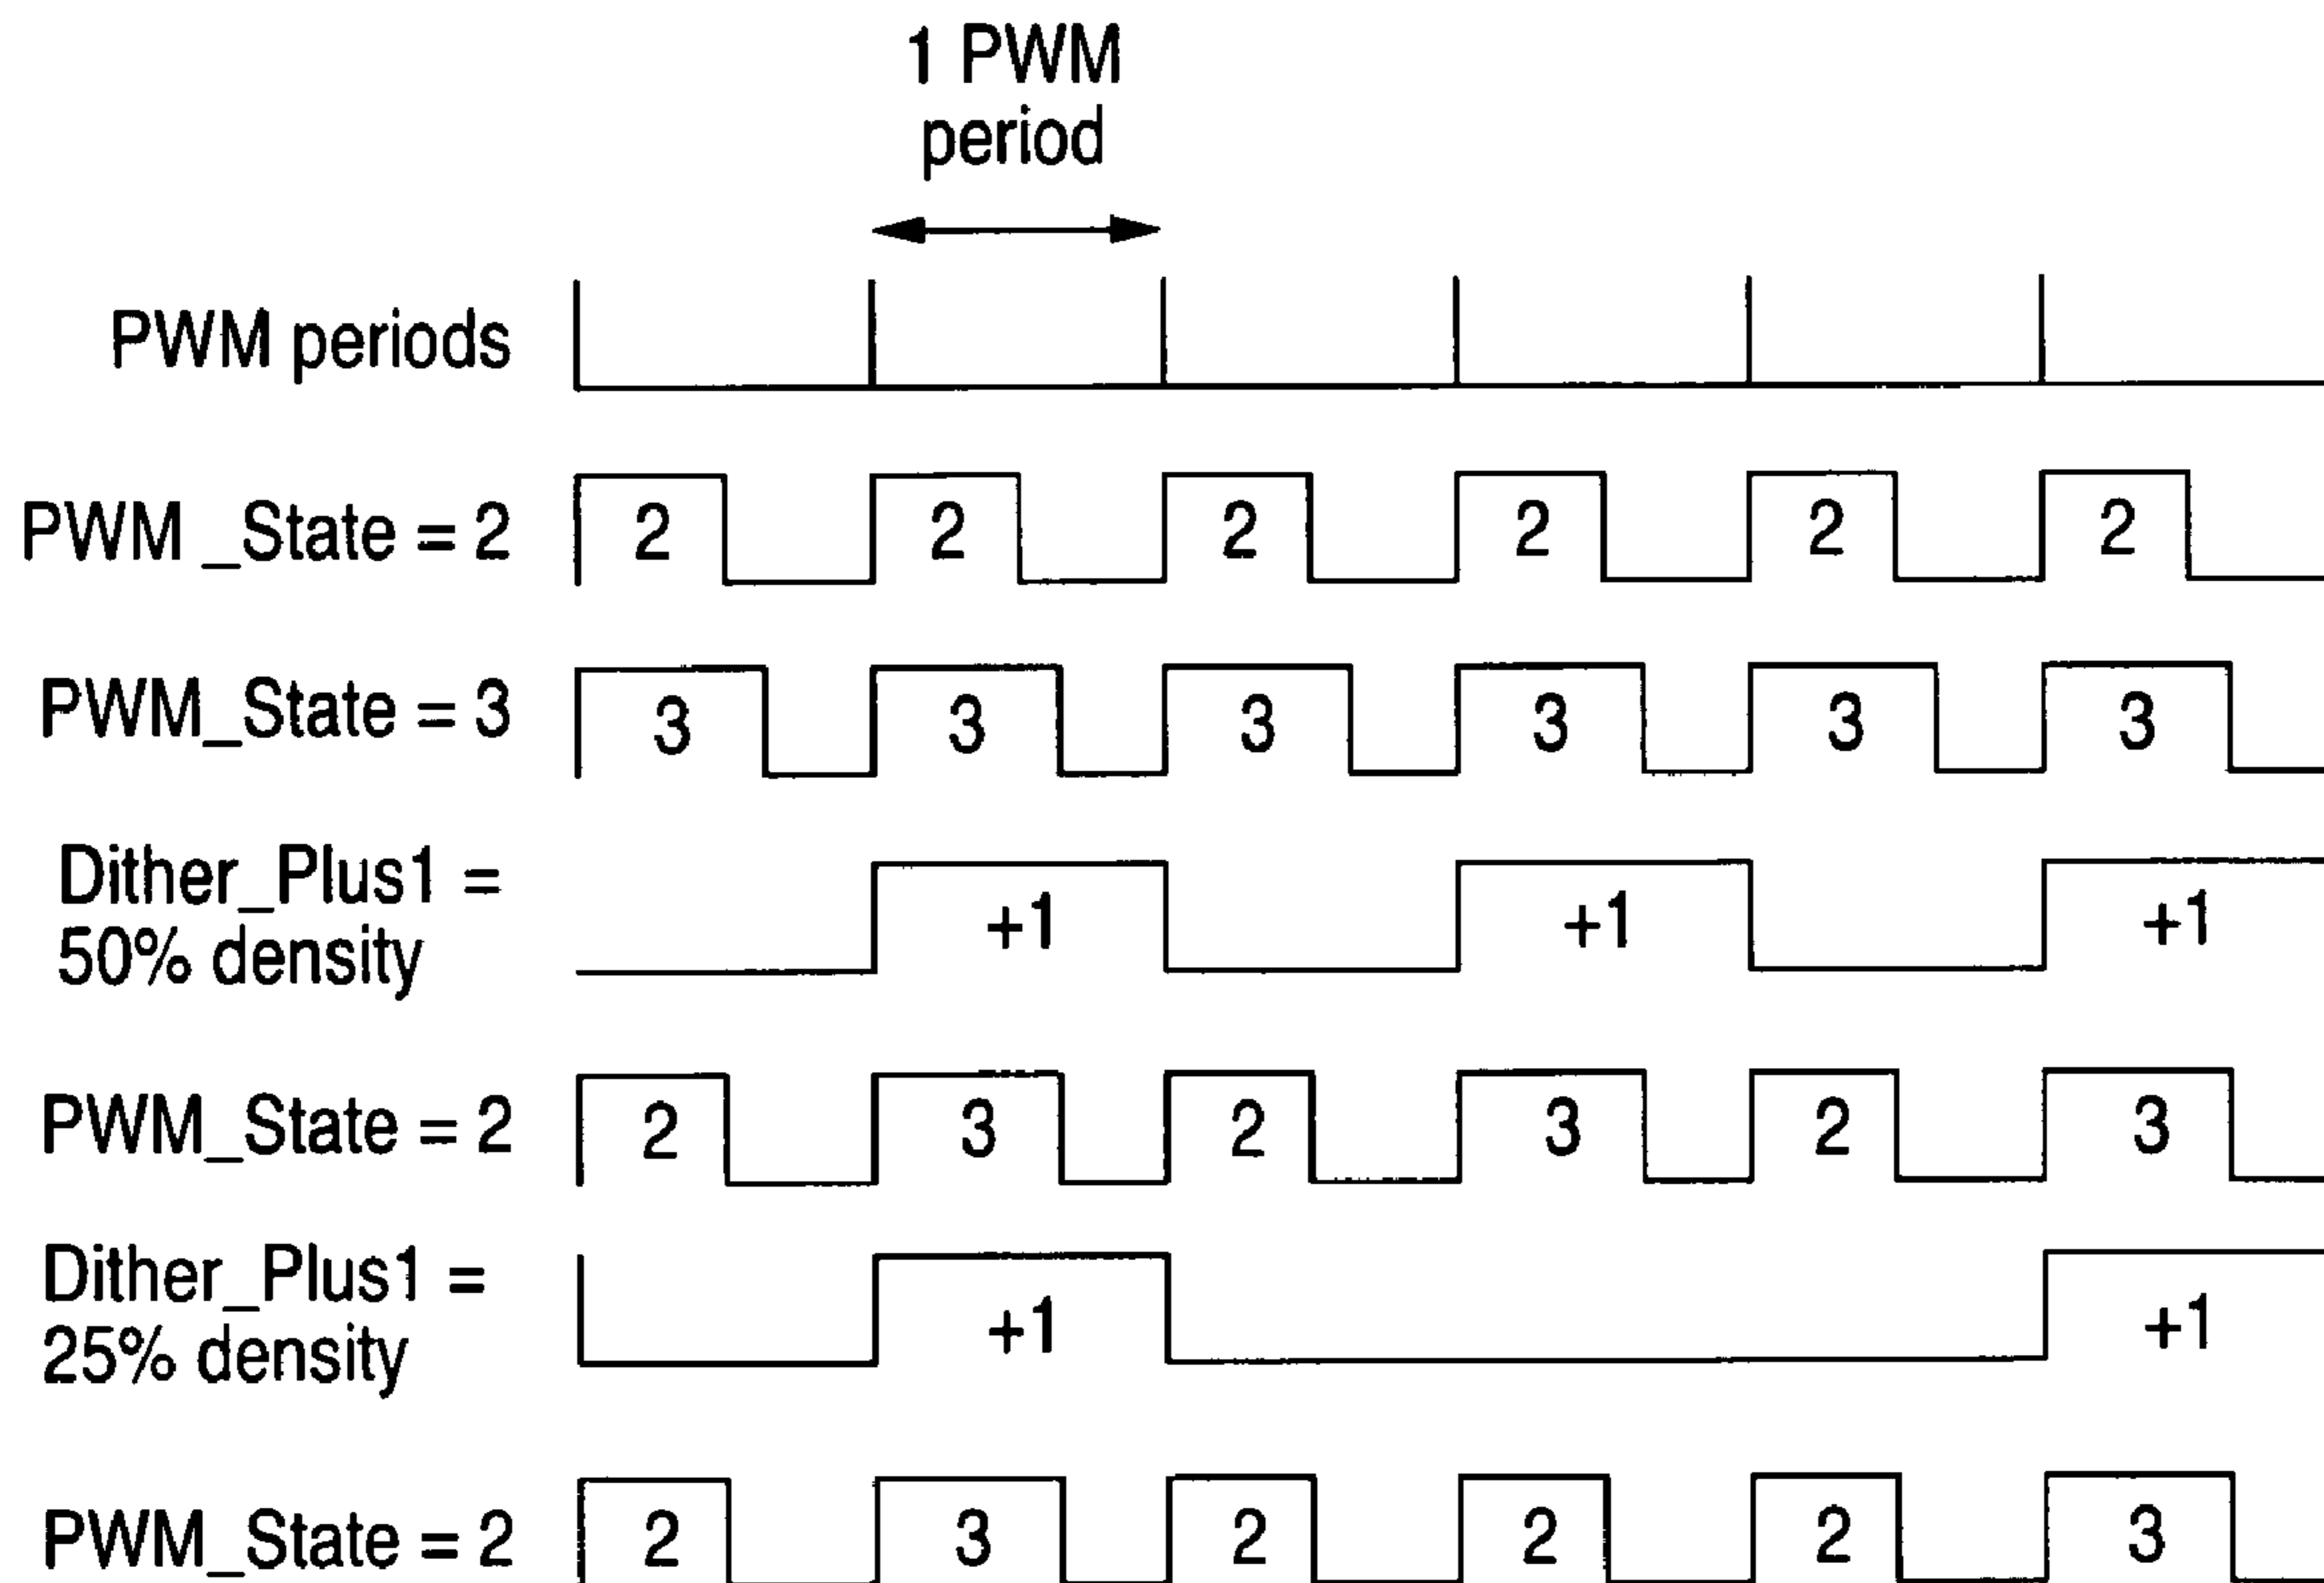 1 PWM
period
PWM periods
PWM _State = 2
2 2 2 2 2 2
PWM_State = 3
3 3 3 3 3 3
Dither_Plus1 =
50% density
+1 +1 +1
PWM_State = 2
2 3 2 3 2 3
Dither_Plus1 =
25% density
+1 +1
PWM_State = 2
2 3 2 2 2 3